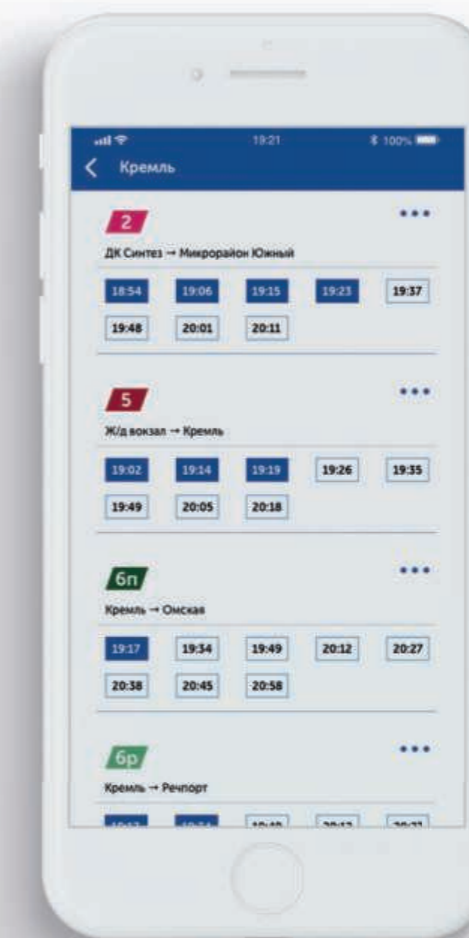 19:21 100%
Кремль
2
ДК Синтез → Микрорайон Южный
18:54 19:06 19:15 19:23 19:37
19:48 20:01 20:11
5
Ж/д вокзал → Кремль
19:02 19:14 19:19 19:26 19:35
19:49 20:05 20:18
6п
Кремль → Омская
19:17 19:34 19:49 20:12 20:27
20:38 20:45 20:58
6р
Кремль → Речпорт